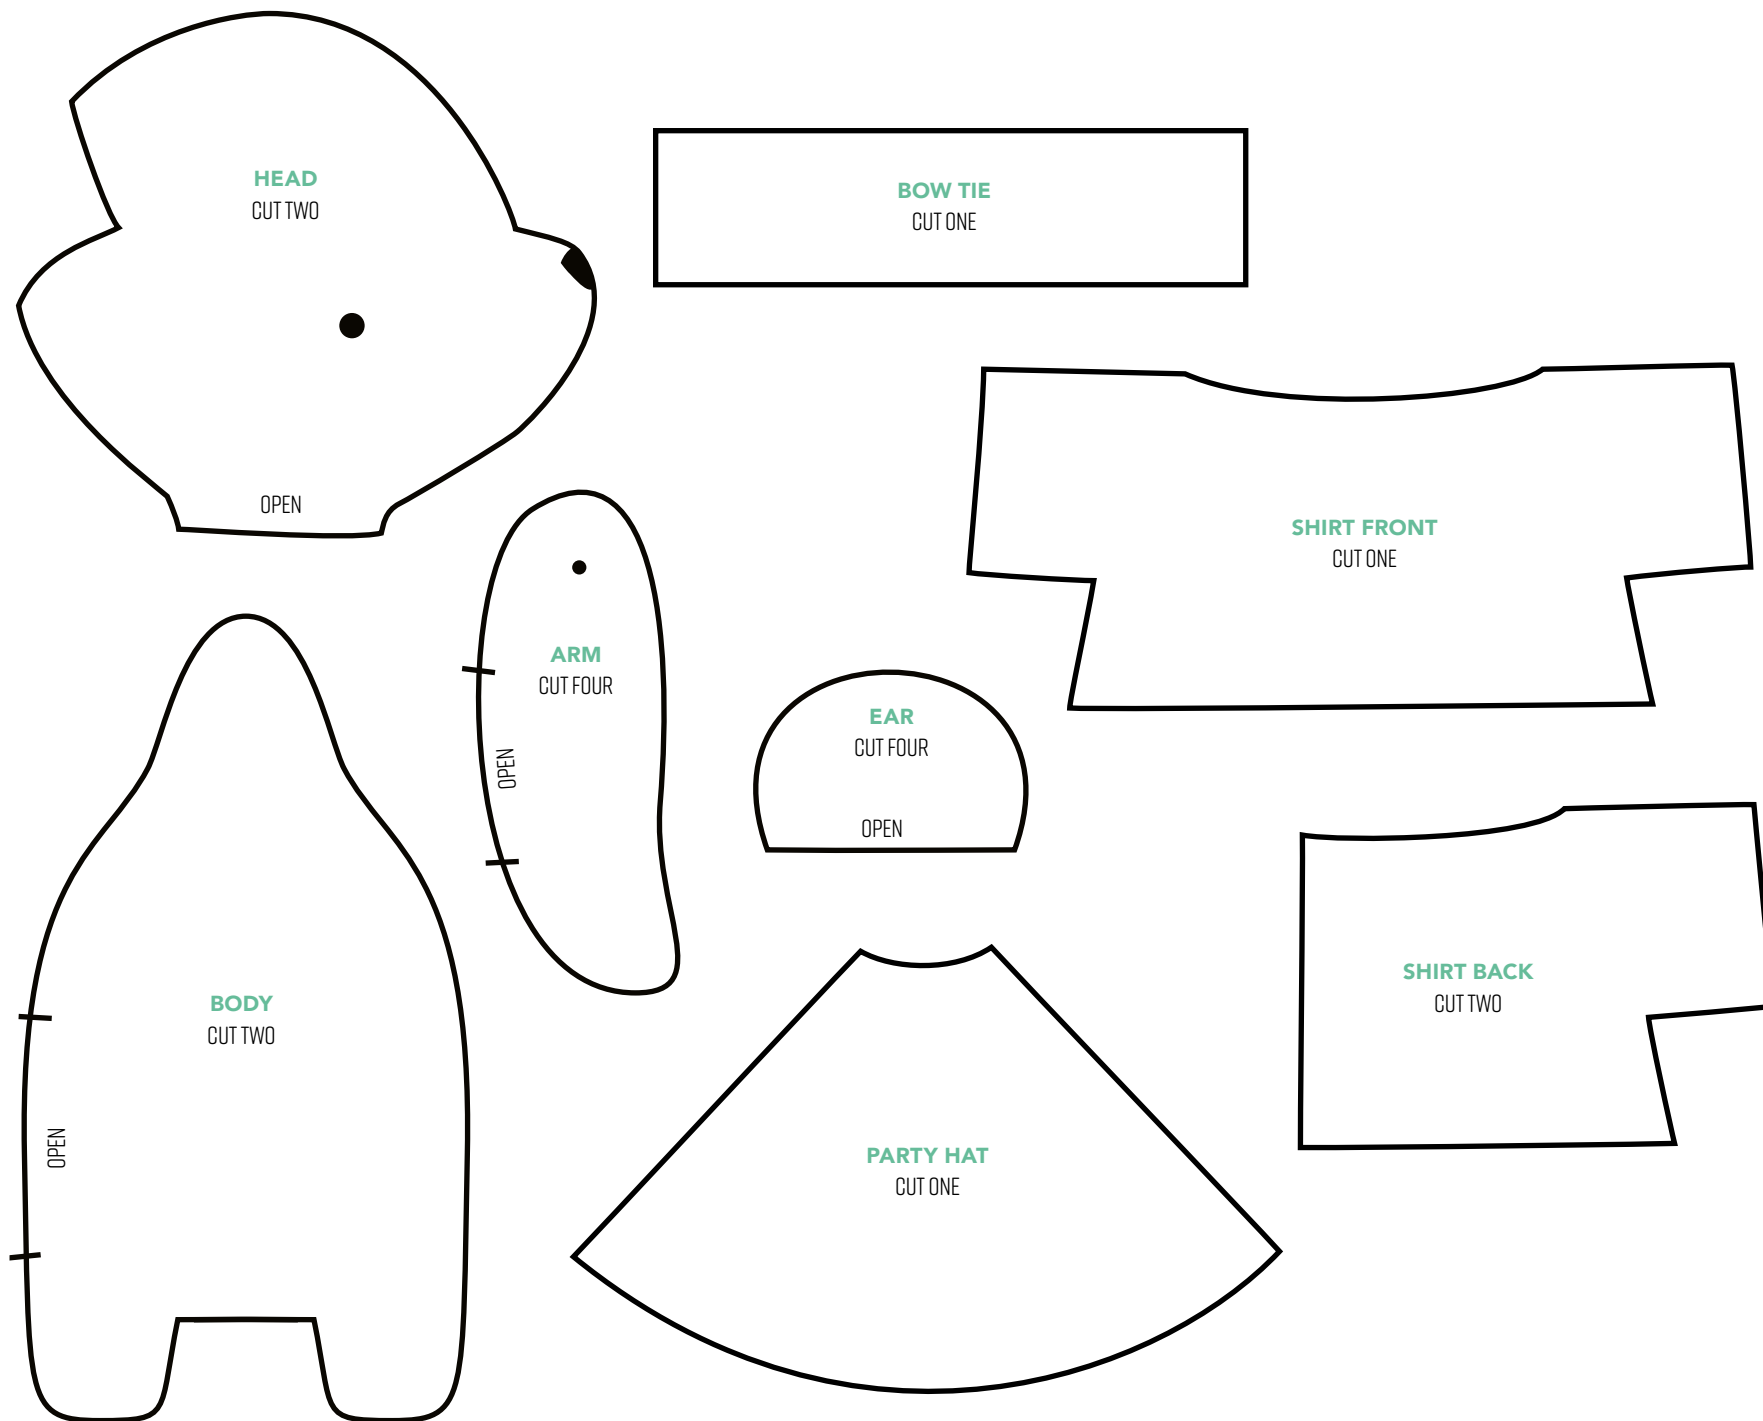 HEAD
CUT TWO
OPEN
BOW TIE
CUT ONE
SHIRT FRONT
CUT ONE
ARM
CUT FOUR
OPEN
EAR
CUT FOUR
OPEN
BODY
CUT TWO
OPEN
SHIRT BACK
CUT TWO
PARTY HAT
CUT ONE